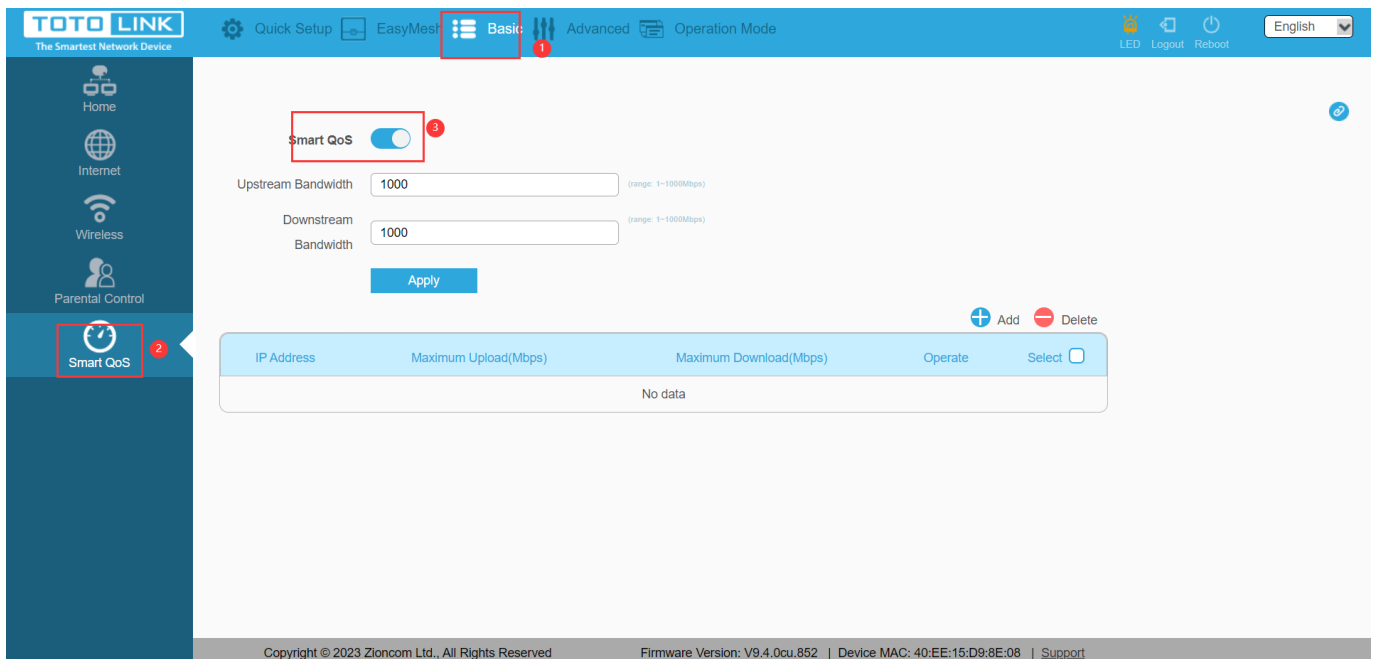 TOTO LINK
The Smartest Network Device
Quick Setup
EasyMesh
Basic
1
Advanced
Operation Mode
LED
Logout
Reboot
English
Home
Internet
Wireless
Parental Control
Smart QoS
2
Smart QoS
3
Upstream Bandwidth
1000
(range: 1~1000Mbps)
Downstream
Bandwidth
1000
(range: 1~1000Mbps)
Apply
Add
Delete
IP Address Maximum Upload(Mbps) Maximum Download(Mbps) Operate Select
No data
Copyright © 2023 Zioncom Ltd., All Rights Reserved Firmware Version: V9.4.0cu.852 | Device MAC: 40:EE:15:D9:8E:08 | Support